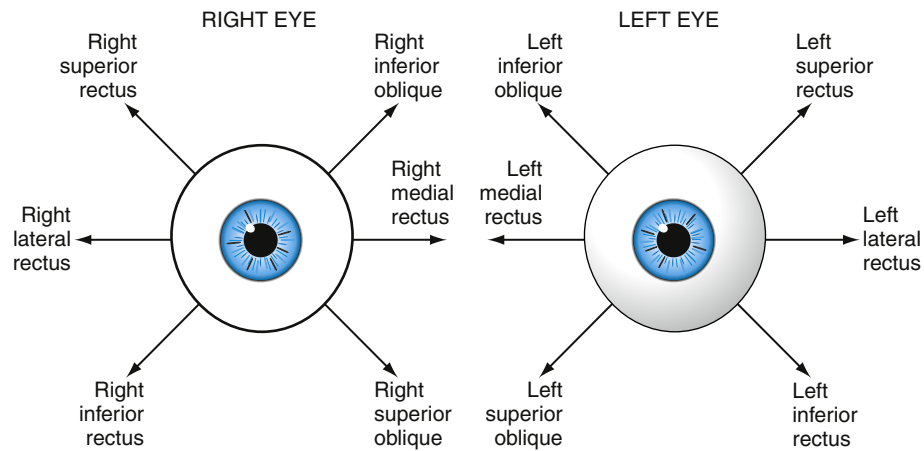 RIGHT EYE
LEFT EYE
Right
superior
rectus
Right
inferior
oblique
Left
inferior
oblique
Left
superior
rectus
Right
lateral
rectus
Right
medial
rectus
Left
medial
rectus
Left
lateral
rectus
Right
inferior
rectus
Right
superior
oblique
Left
superior
oblique
Left
inferior
rectus